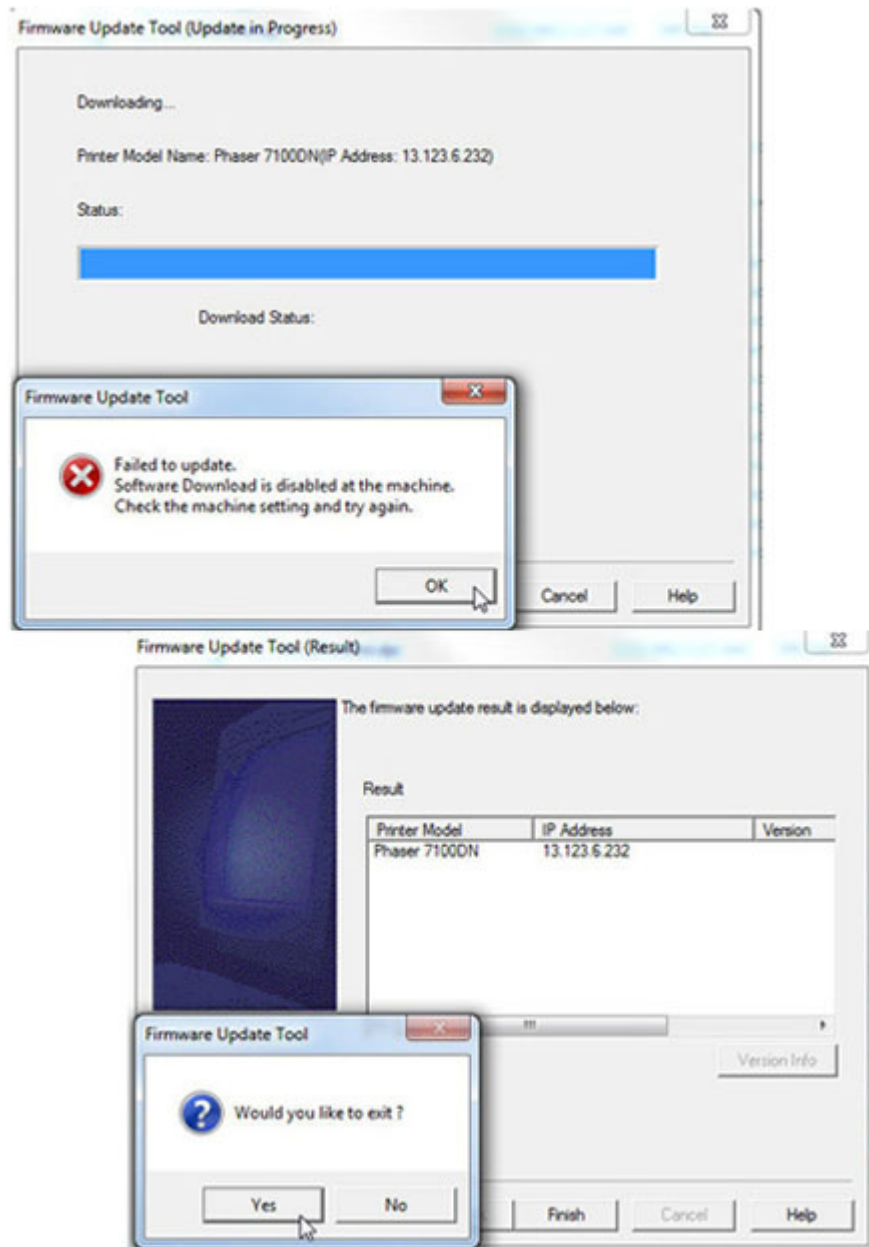 Firmware Update Tool (Update in Progress)
Downloading...
Printer Model Name: Phaser 7100DN(IP Address: 13.123.6.232)
Status:
Download Status:
Firmware Update Tool
Failed to update.
Software Download is disabled at the machine.
Check the machine setting and try again.
OK
Cancel
Help
Firmware Update Tool (Result)
The firmware update result is displayed below:
Result
Printer Model IP Address Version
Phaser 7100DN 13.123.6.232
Version Info
Firmware Update Tool
Would you like to exit ?
Yes
No
Finish
Cancel
Help